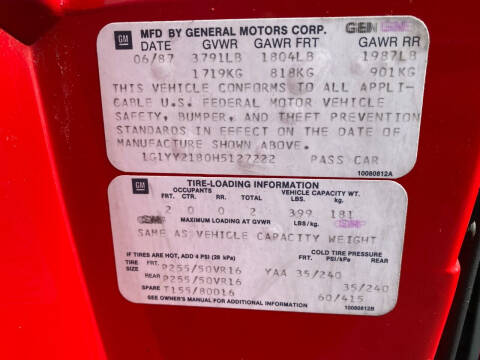 GM MFD BY GENERAL MOTORS CORP. GEN GM
DATE GVWR GAWR FRT GAWR RR
06/87 3791LB 1804LB 1987LB
1719KG 818KG 901KG
THIS VEHICLE CONFORMS TO ALL APPLI-
CABLE U.S. FEDERAL MOTOR VEHICLE
SAFETY, BUMPER, AND THEFT PREVENTION
STANDARDS IN EFFECT ON THE DATE OF
MANUFACTURE SHOWN ABOVE.
1G1YY2180H5127222 PASS CAR
10080812A
GM TIRE-LOADING INFORMATION
OCCUPANTS VEHICLE CAPACITY WT.
FRT. CTR. RR. TOTAL LBS. kg.
2 0 0 2 399 181
MAXIMUM LOADING AT GVWR LBS/kg.
SAME AS VEHICLE CAPACITY WEIGHT
IF TIRES ARE HOT, ADD 4 PSI (28 kPa) COLD TIRE PRESSURE
TIRE SIZE FRT. P255/50VR16 YAA 35/240 FRT. PSI/kPa REAR
REAR P255/50VR16 35/240
SPARE T155/80D16 60/415
SEE OWNER'S MANUAL FOR ADDITIONAL INFORMATION
10080812B